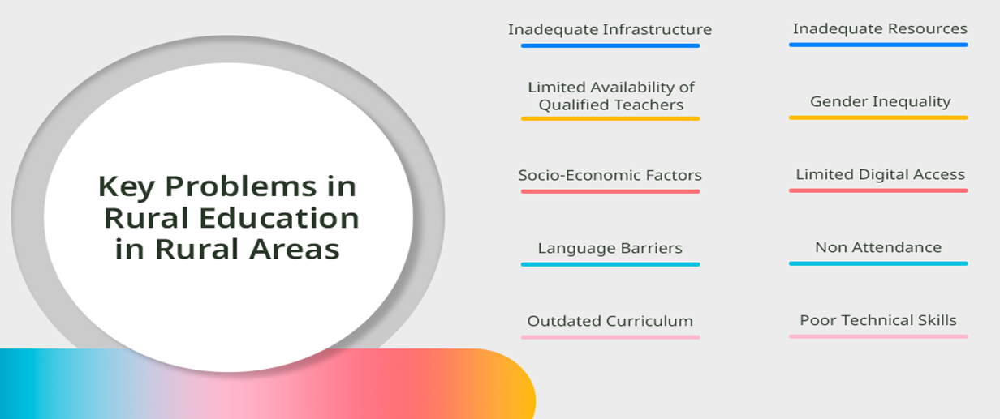 Key Problems in
Rural Education
in Rural Areas
Inadequate Infrastructure
Inadequate Resources
Limited Availability of
Qualified Teachers
Gender Inequality
Socio-Economic Factors
Limited Digital Access
Language Barriers
Non Attendance
Outdated Curriculum
Poor Technical Skills